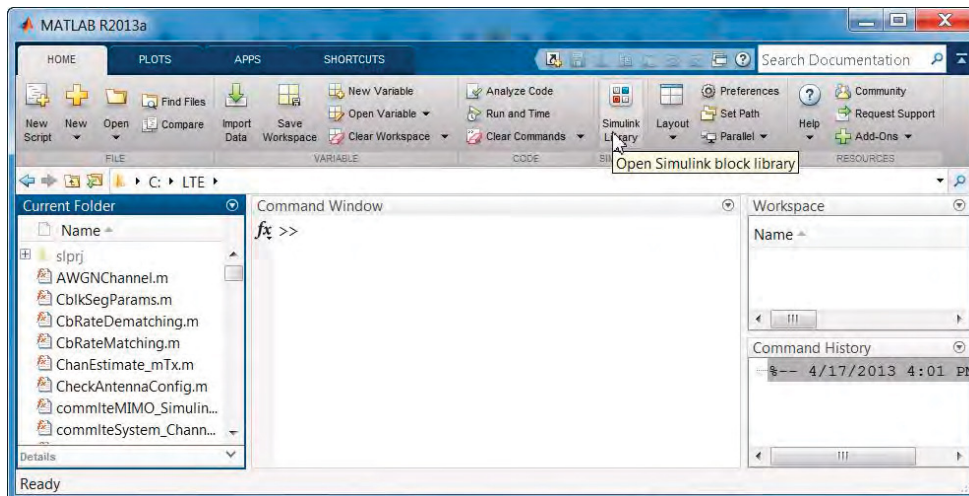 MATLAB R2013a
HOME PLOTS APPS SHORTCUTS
Search Documentation
New Script
New
Open
Find Files
Compare
Import Data
Save Workspace
New Variable
Open Variable
Clear Workspace
Analyze Code
Run and Time
Clear Commands
Simulink Library
Layout
Preferences
Set Path
Parallel
Help
Community
Request Support
Add-Ons
FILE VARIABLE CODE RESOURCES
Open Simulink block library
C: LTE
Current Folder
Name
slprj
AWGNChannel.m
CblkSegParams.m
CbRateDematching.m
CbRateMatching.m
ChanEstimate_mTx.m
CheckAntennaConfig.m
commlteMIMO_Simulin...
commlteSystem_Chann...
Details
Command Window
fx >>
Workspace
Name
Command History
%-- 4/17/2013 4:01 PM
Ready